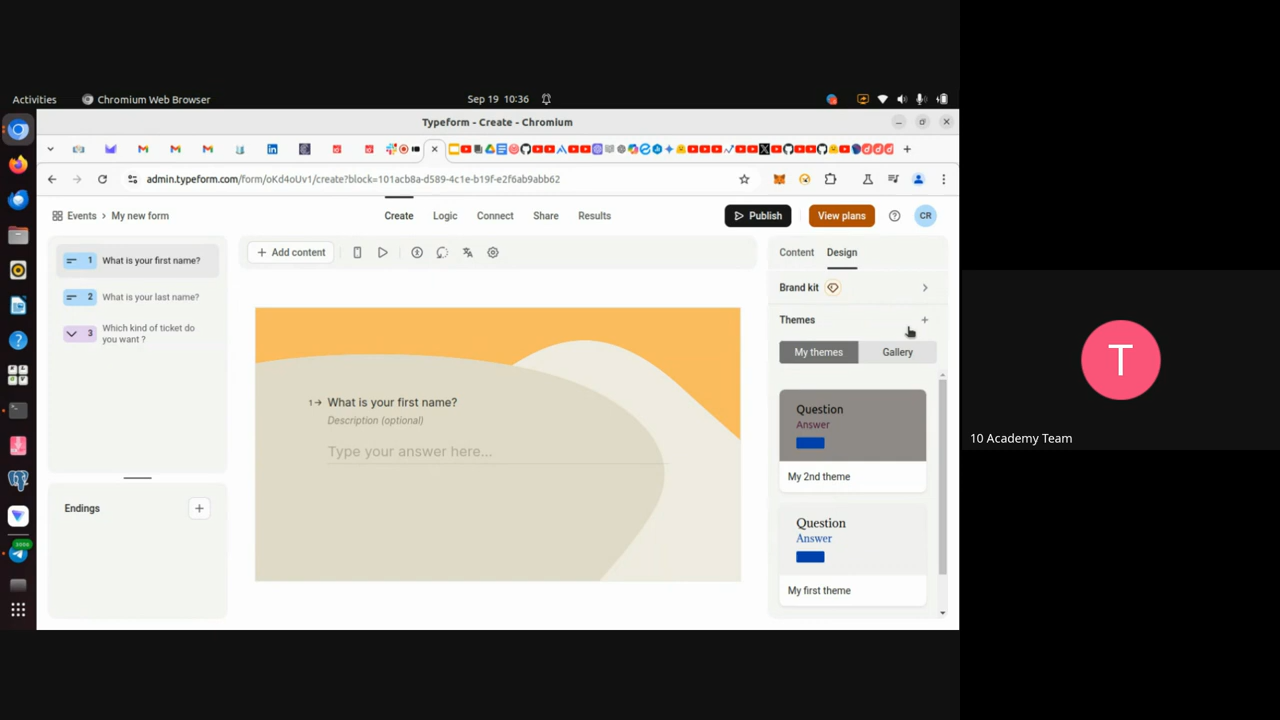 Activities
Chromium Web Browser
Sep 19 10:36
Typeform - Create - Chromium
admin.typeform.com/form/oKd4oUv1/create?block=101acb8a-d589-4c1e-b19f-e2f6ab9abb62
Events > My new form
Create
Logic
Connect
Share
Results
Publish
View plans
CR
1 What is your first name?
2 What is your last name?
3 Which kind of ticket do
you want ?
Endings
+ Add content
1→ What is your first name?
Description (optional)
Type your answer here...
Content
Design
Brand kit
Themes
My themes
Gallery
Question
Answer
My 2nd theme
Question
Answer
My first theme
T
10 Academy Team